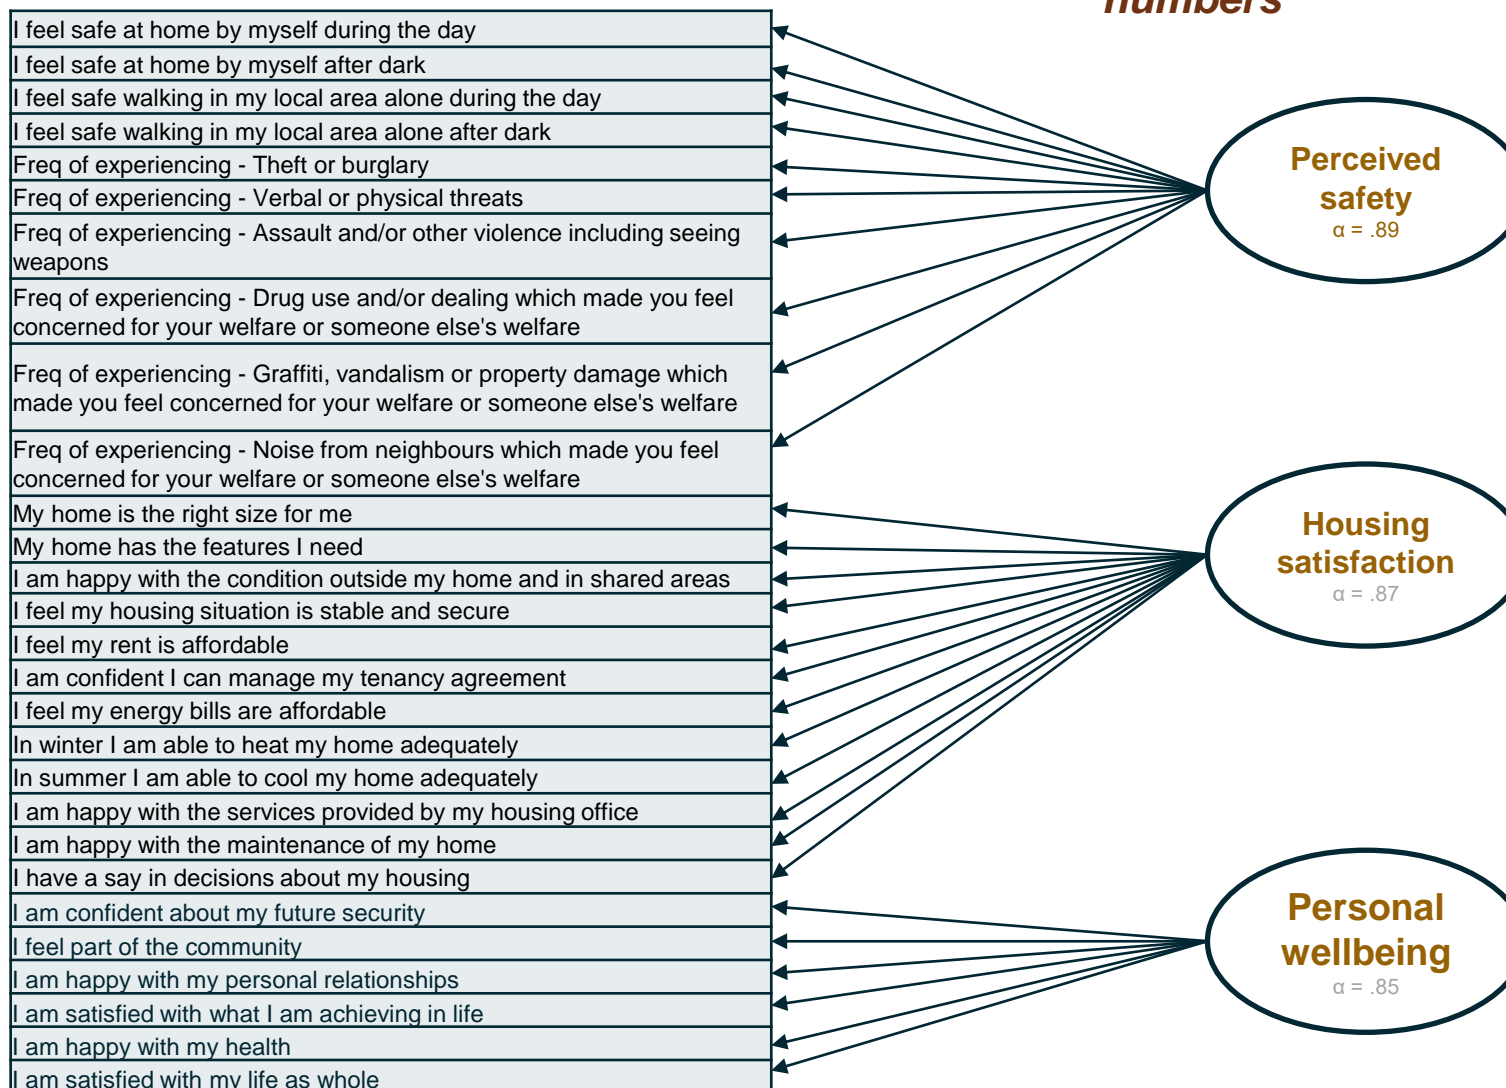 numbers
I feel safe at home by myself during the day
I feel safe at home by myself after dark
I feel safe walking in my local area alone during the day
I feel safe walking in my local area alone after dark
Freq of experiencing - Theft or burglary
Freq of experiencing - Verbal or physical threats
Freq of experiencing - Assault and/or other violence including seeing
weapons
Freq of experiencing - Drug use and/or dealing which made you feel
concerned for your welfare or someone else's welfare
Freq of experiencing - Graffiti, vandalism or property damage which
made you feel concerned for your welfare or someone else's welfare
Freq of experiencing - Noise from neighbours which made you feel
concerned for your welfare or someone else's welfare
My home is the right size for me
My home has the features I need
I am happy with the condition outside my home and in shared areas
I feel my housing situation is stable and secure
I feel my rent is affordable
I am confident I can manage my tenancy agreement
I feel my energy bills are affordable
In winter I am able to heat my home adequately
In summer I am able to cool my home adequately
I am happy with the services provided by my housing office
I am happy with the maintenance of my home
I have a say in decisions about my housing
I am confident about my future security
I feel part of the community
I am happy with my personal relationships
I am satisfied with what I am achieving in life
I am happy with my health
I am satisfied with my life as whole
Perceived
safety
α = .89
Housing
satisfaction
α = .87
Personal
wellbeing
α = .85